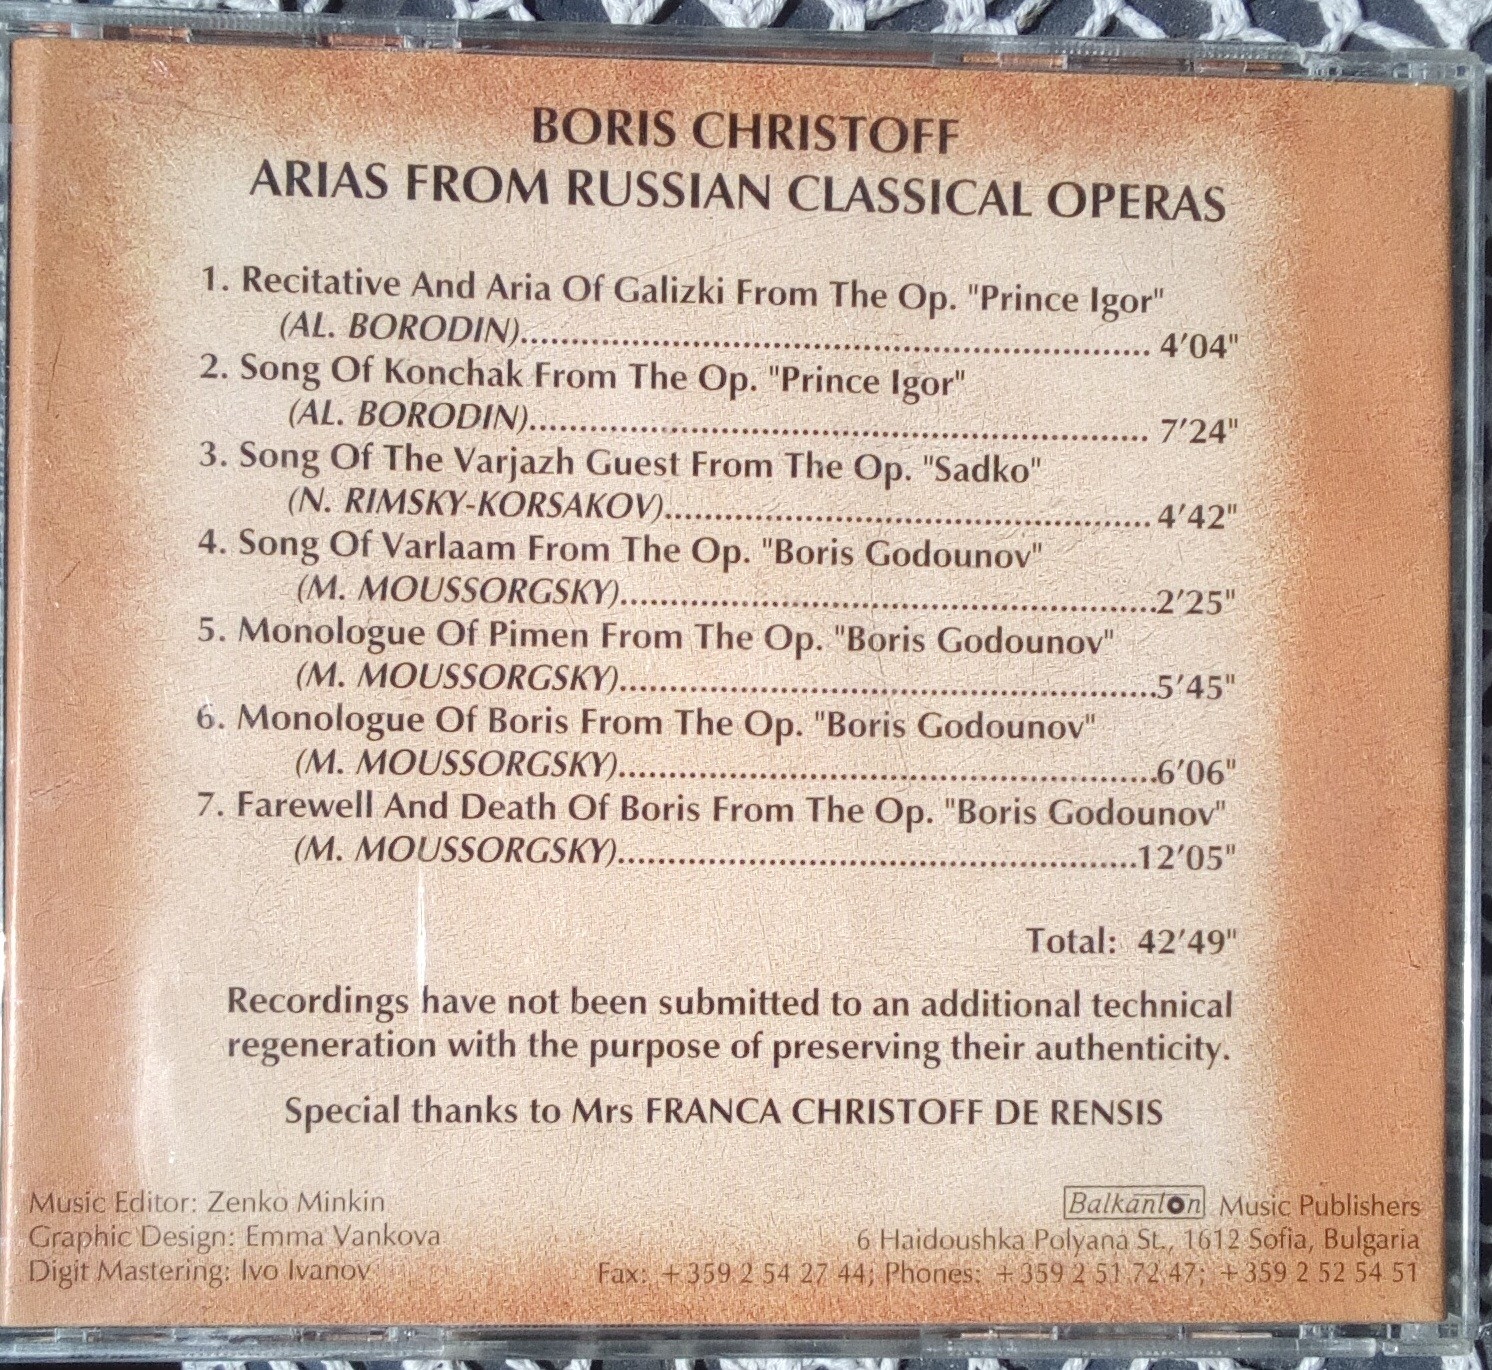 BORIS CHRISTOFF
ARIAS FROM RUSSIAN CLASSICAL OPERAS
1. Recitative And Aria Of Galizki From The Op. "Prince Igor"
(AL. BORODIN)............................................................... 4'04"
2. Song Of Konchak From The Op. "Prince Igor"
(AL. BORODIN)............................................................... 7'24"
3. Song Of The Varjazh Guest From The Op. "Sadko"
(N. RIMSKY-KORSAKOV)................................................. 4'42"
4. Song Of Varlaam From The Op. "Boris Godounov"
(M. MOUSSORGSKY)......................................................2'25"
5. Monologue Of Pimen From The Op. "Boris Godounov"
(M. MOUSSORGSKY)......................................................5'45"
6. Monologue Of Boris From The Op. "Boris Godounov"
(M. MOUSSORGSKY)......................................................6'06"
7. Farewell And Death Of Boris From The Op. "Boris Godounov"
(M. MOUSSORGSKY)....................................................12'05"
Total: 42'49"
Recordings have not been submitted to an additional technical
regeneration with the purpose of preserving their authenticity.
Special thanks to Mrs FRANCA CHRISTOFF DE RENSIS
Music Editor: Zenko Minkin
Graphic Design: Emma Vankova
Digit Mastering: Ivo Ivanov
Balkanton Music Publishers
6 Haidoushka Polyana St., 1612 Sofia, Bulgaria
Fax: +359 2 54 27 44; Phones: +359 2 51 72 47; +359 2 52 54 51